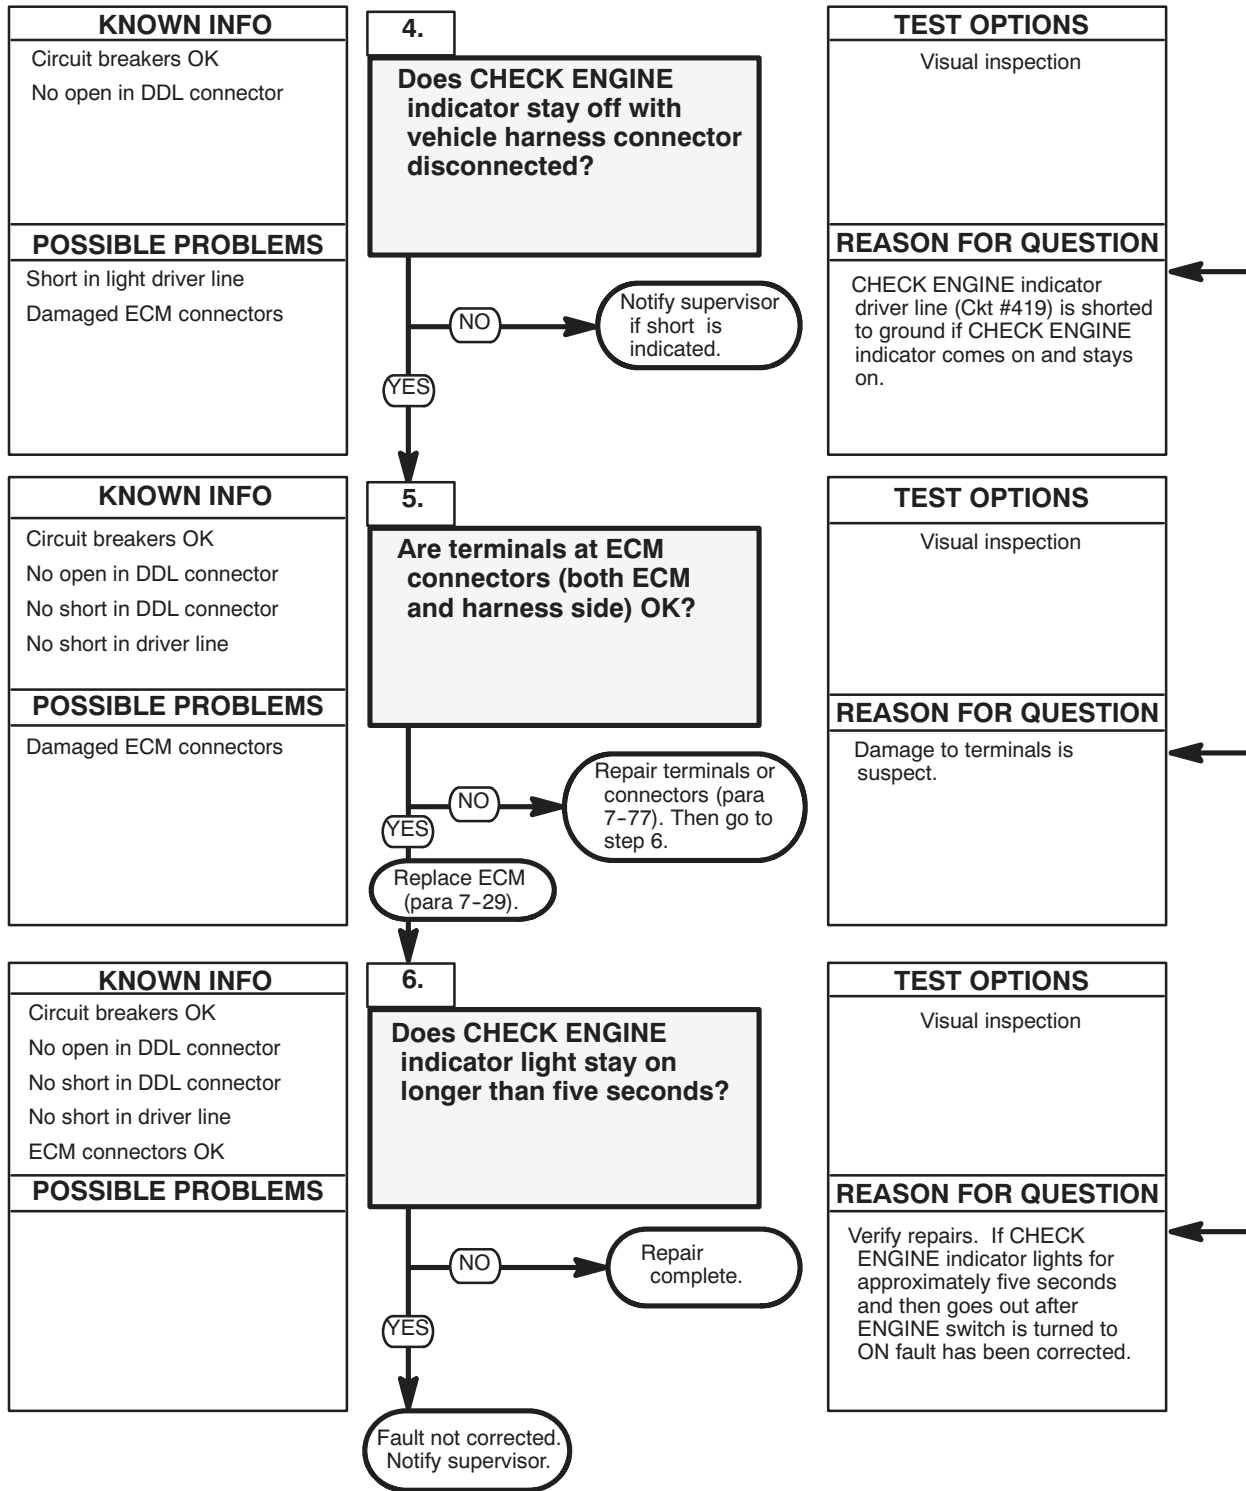 KNOWN INFO
Circuit breakers OK
No open in DDL connector
POSSIBLE PROBLEMS
Short in light driver line
Damaged ECM connectors
4.
Does CHECK ENGINE
indicator stay off with
vehicle harness connector
disconnected?
NO
Notify supervisor
if short is
indicated.
YES
TEST OPTIONS
Visual inspection
REASON FOR QUESTION
CHECK ENGINE indicator
driver line (Ckt #419) is shorted
to ground if CHECK ENGINE
indicator comes on and stays
on.
KNOWN INFO
Circuit breakers OK
No open in DDL connector
No short in DDL connector
No short in driver line
POSSIBLE PROBLEMS
Damaged ECM connectors
5.
Are terminals at ECM
connectors (both ECM
and harness side) OK?
NO
Repair terminals or
connectors (para
7-77). Then go to
step 6.
YES
Replace ECM
(para 7-29).
TEST OPTIONS
Visual inspection
REASON FOR QUESTION
Damage to terminals is
suspect.
KNOWN INFO
Circuit breakers OK
No open in DDL connector
No short in DDL connector
No short in driver line
ECM connectors OK
POSSIBLE PROBLEMS
6.
Does CHECK ENGINE
indicator light stay on
longer than five seconds?
NO
Repair
complete.
YES
Fault not corrected.
Notify supervisor.
TEST OPTIONS
Visual inspection
REASON FOR QUESTION
Verify repairs. If CHECK
ENGINE indicator lights for
approximately five seconds
and then goes out after
ENGINE switch is turned to
ON fault has been corrected.